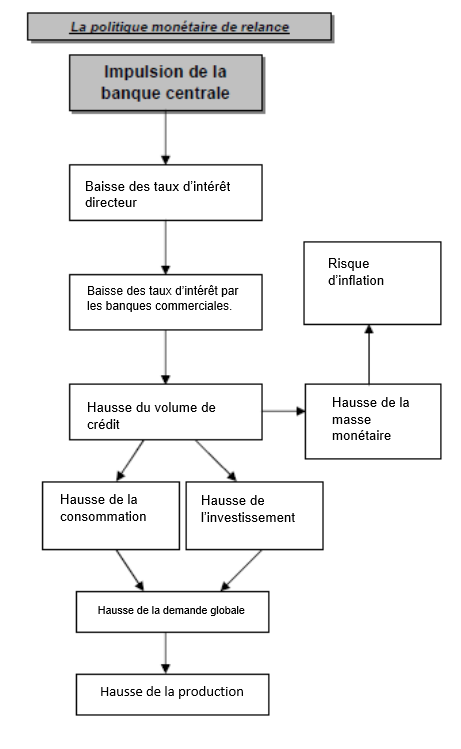 La politique monétaire de relance
Impulsion de la
banque centrale
Baisse des taux d’intérêt
directeur
Baisse des taux d’intérêt par
les banques commerciales.
Hausse du volume de
crédit
Risque
d’inflation
Hausse de la
masse
monétaire
Hausse de la
consommation
Hausse de
l’investissement
Hausse de la demande globale
Hausse de la production